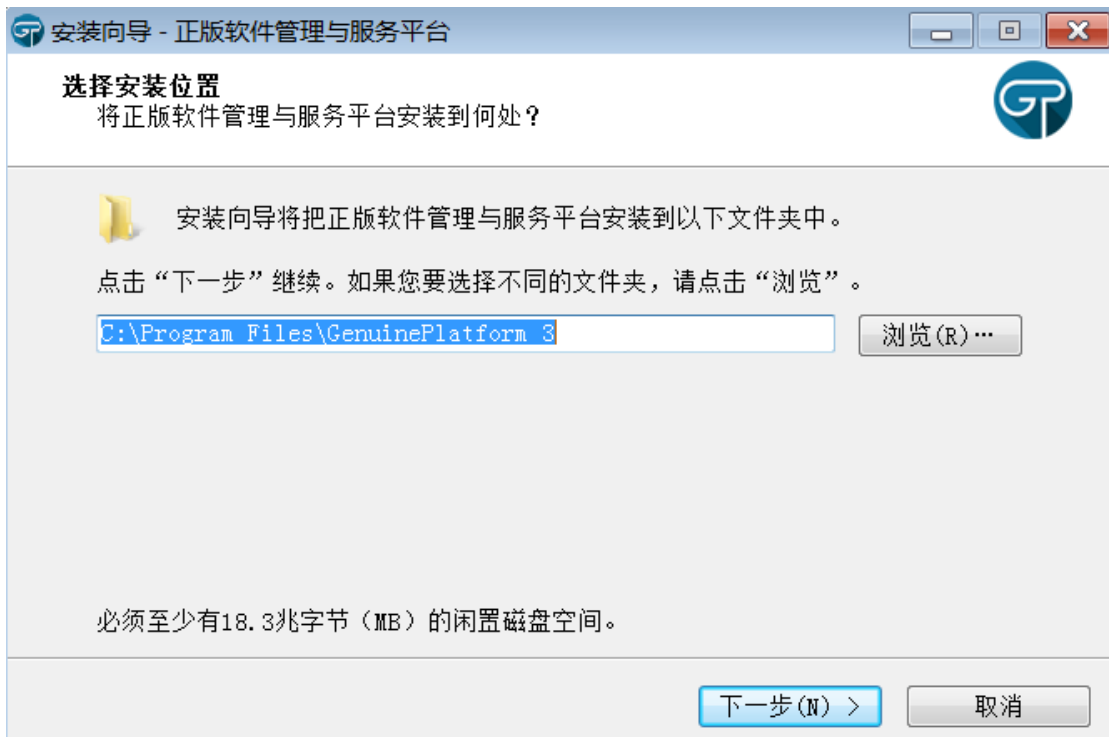 安装向导 - 正版软件管理与服务平台
选择安装位置
将正版软件管理与服务平台安装到何处？
安装向导将把正版软件管理与服务平台安装到以下文件夹中。
点击“下一步”继续。如果您要选择不同的文件夹，请点击“浏览”。
C:\Program Files\GenuinePlatform 3
浏览(R)…
必须至少有18.3兆字节（MB）的闲置磁盘空间。
下一步(N) >
取消